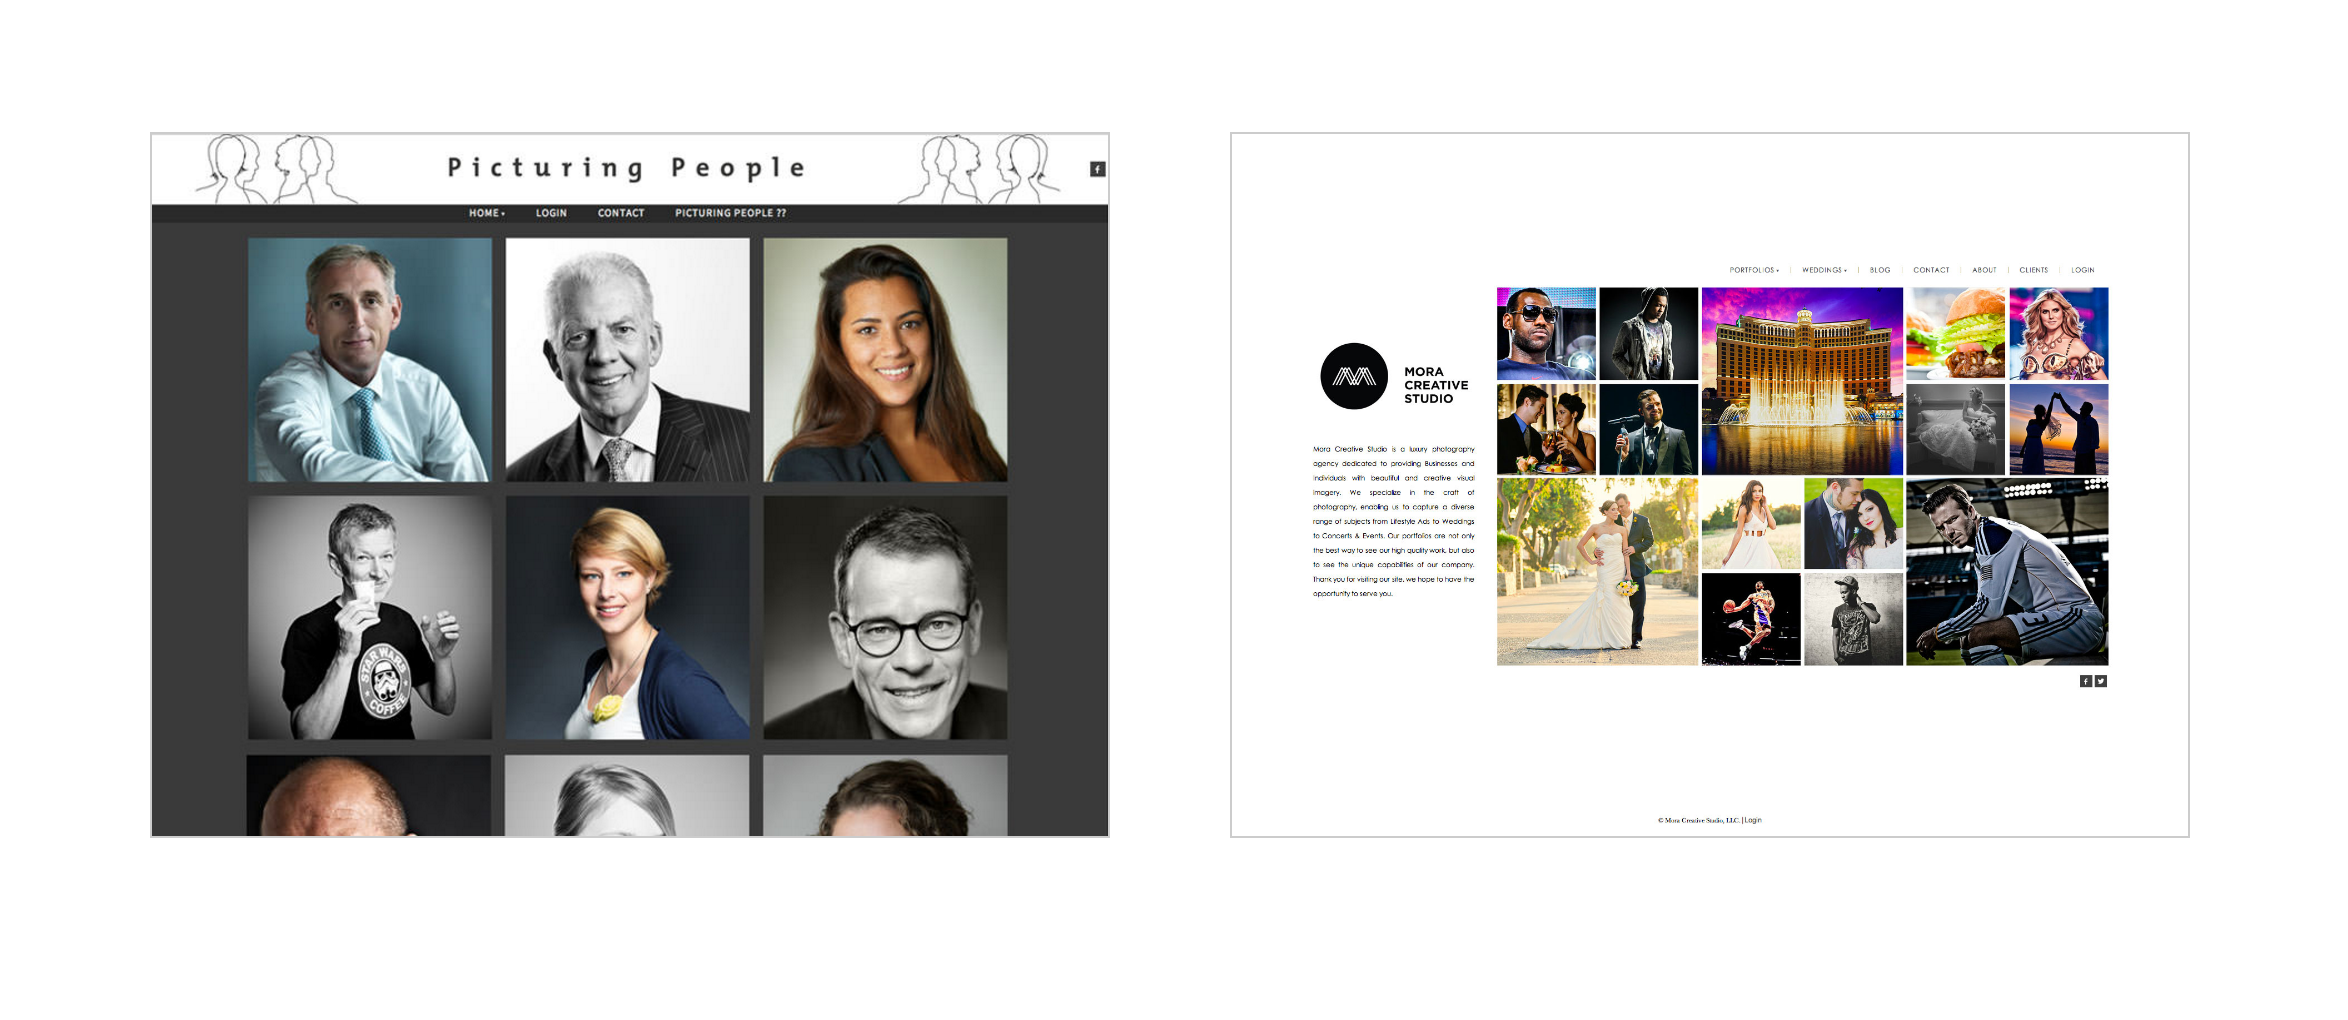 Picturing People
HOME
LOGIN
CONTACT
PICTURING PEOPLE ??
STAR WARS
COFFEE
PORTFOLIOS
WEDDINGS
BLOG
CONTACT
ABOUT
CLIENTS
LOGIN
MORA
CREATIVE
STUDIO
Mora Creative Studio is a luxury photography
agency dedicated to providing Businesses and
individuals with beautiful and creative visual
imagery. We specialize in the craft of
photography, enabling us to capture a diverse
range of subjects from Lifestyle Ads to Weddings
to Concerts & Events. Our portfolios are not only
the best way to see our high quality work, but also
to see the unique capabilities of our company.
Thank you for visiting our site, we hope to have the
opportunity to serve you.
© Mora Creative Studio, LLC. | Login